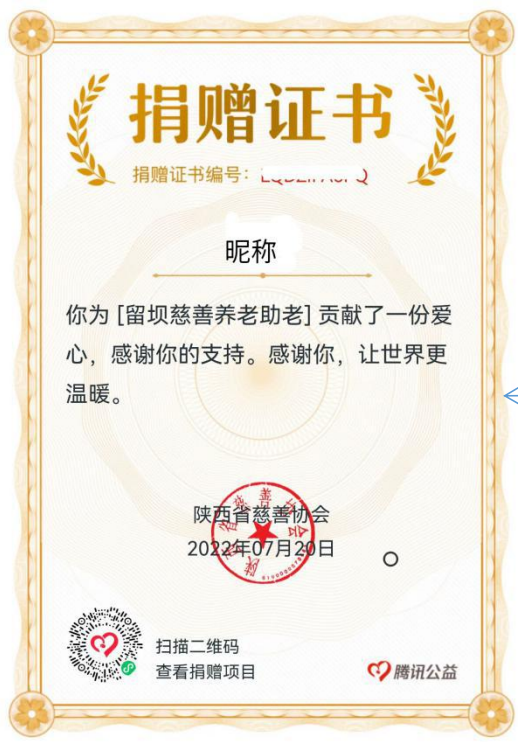 捐赠证书
捐赠证书编号：
昵称
你为 [留坝慈善养老助老] 贡献了一份爱
心，感谢你的支持。感谢你，让世界更
温暖。
陕西省慈善协会
2022年07月20日
扫描二维码
查看捐赠项目
腾讯公益